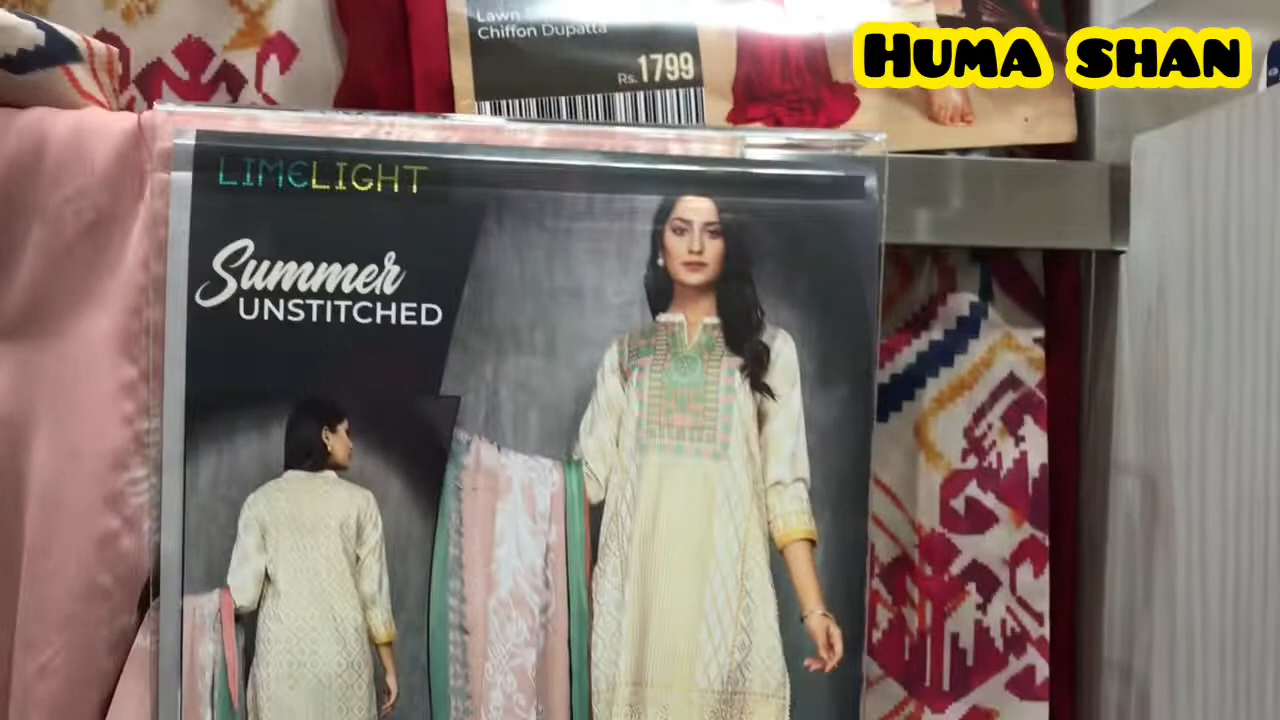 Lawn
Chiffon Dupatta
Rs. 1799
HUMA SHAN
LIMELIGHT
Summer
UNSTITCHED